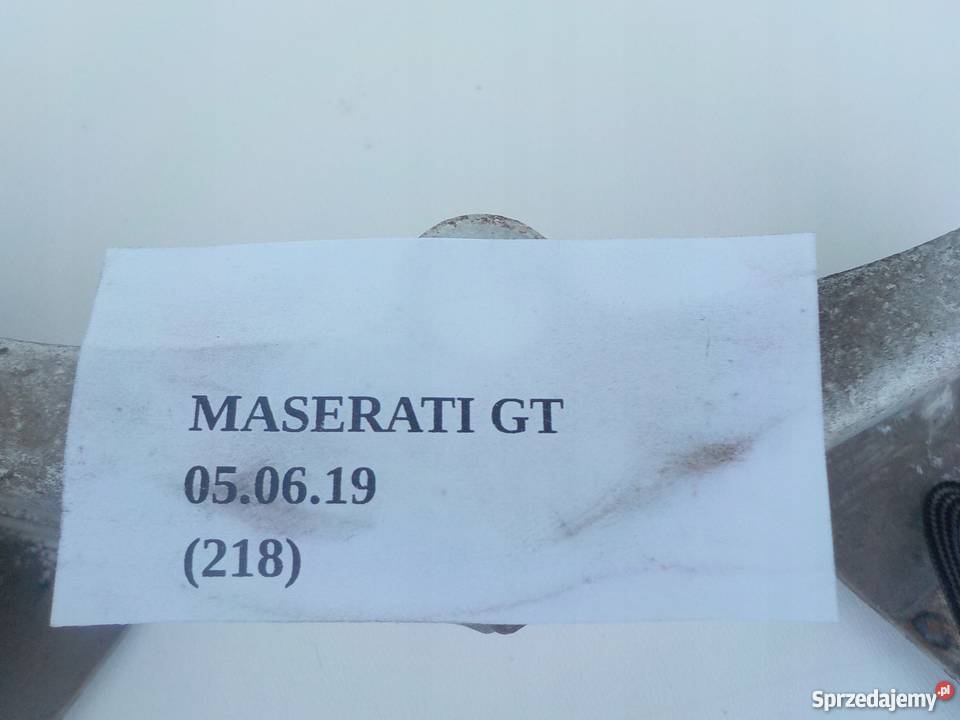 MASERATI GT
05.06.19
(218)
Sprzedajemy.pl